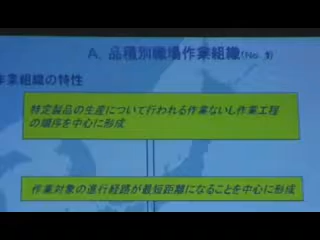 A. 品種別職場作業組織(No. 1)
作業組織の特性
特定製品の生産について行われる作業ないし作業工程
の順序を中心に形成
作業対象の進行経路が最短距離になることを中心に形成